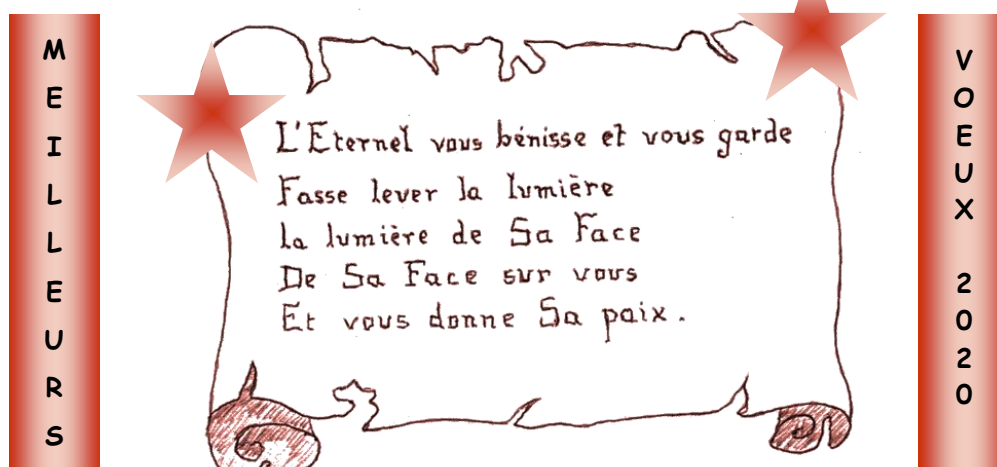 MEILLEURS
L'Eternel vous bénisse et vous garde
Fasse lever la lumière
la lumière de Sa Face
De Sa Face sur vous
Et vous donne Sa paix.
VOEUX 2020